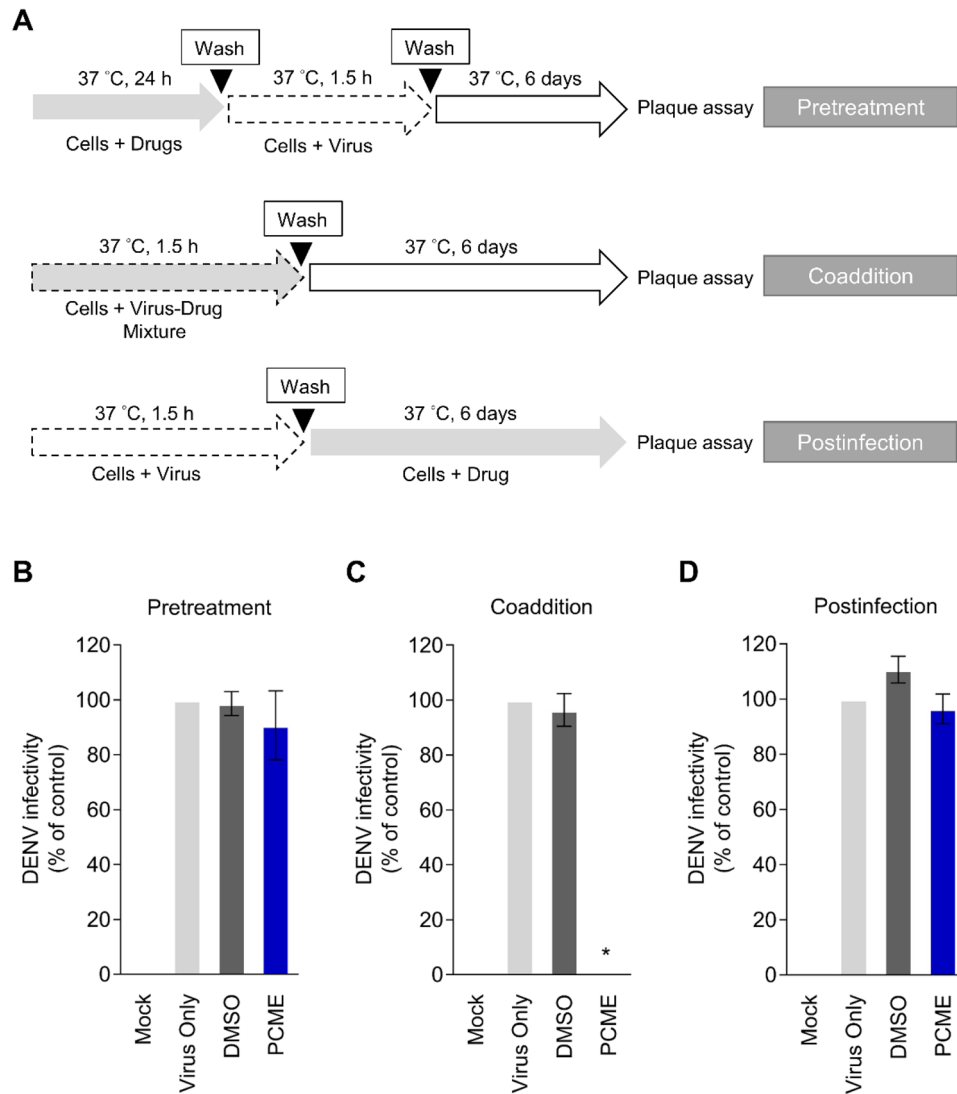 A
Wash
Wash
37 °C, 24 h
37 °C, 1.5 h
37 °C, 6 days
Cells + Drugs
Cells + Virus
Plaque assay
Pretreatment
Wash
37 °C, 1.5 h
37 °C, 6 days
Cells + Virus-Drug
Mixture
Plaque assay
Coaddition
Wash
37 °C, 1.5 h
37 °C, 6 days
Cells + Virus
Cells + Drug
Plaque assay
Postinfection
B
Pretreatment
DENV infectivity
(% of control)
120
100
80
60
40
20
0
Mock
Virus Only
DMSO
PCME
C
Coaddition
DENV infectivity
(% of control)
120
100
80
60
40
20
0
*
Mock
Virus Only
DMSO
PCME
D
Postinfection
DENV infectivity
(% of control)
120
100
80
60
40
20
0
Mock
Virus Only
DMSO
PCME